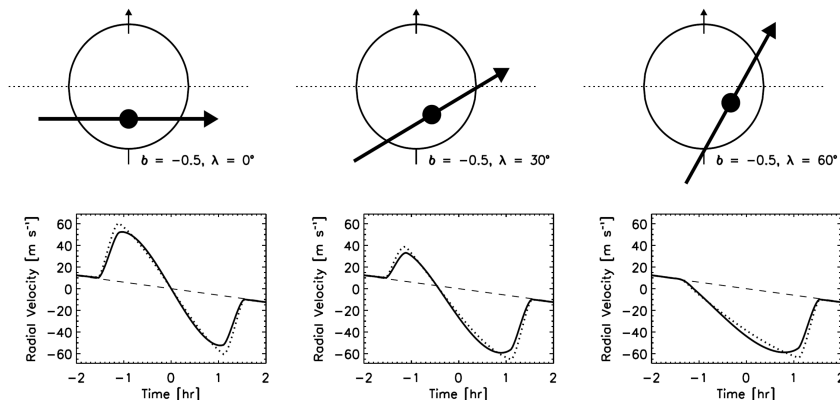 b = −0.5, λ = 0°
b = −0.5, λ = 30°
b = −0.5, λ = 60°
Radial Velocity [m s⁻¹]
60
40
20
0
−20
−40
−60
−2 −1 0 1 2
Time [hr]
Radial Velocity [m s⁻¹]
60
40
20
0
−20
−40
−60
−2 −1 0 1 2
Time [hr]
Radial Velocity [m s⁻¹]
60
40
20
0
−20
−40
−60
−2 −1 0 1 2
Time [hr]